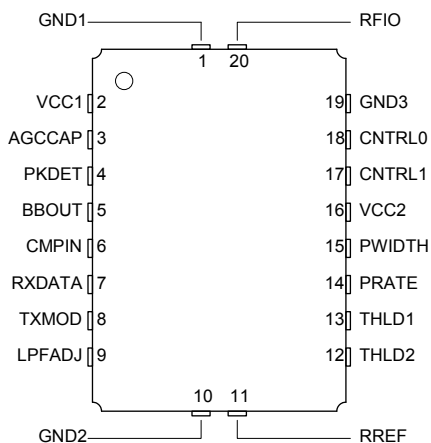 GND1 RFIO
1 20
VCC1 2 19 GND3
AGCCAP 3 18 CNTRL0
PKDET 4 17 CNTRL1
BBOUT 5 16 VCC2
CMPIN 6 15 PWIDTH
RXDATA 7 14 PRATE
TXMOD 8 13 THLD1
LPFADJ 9 12 THLD2
10 11
GND2 RREF